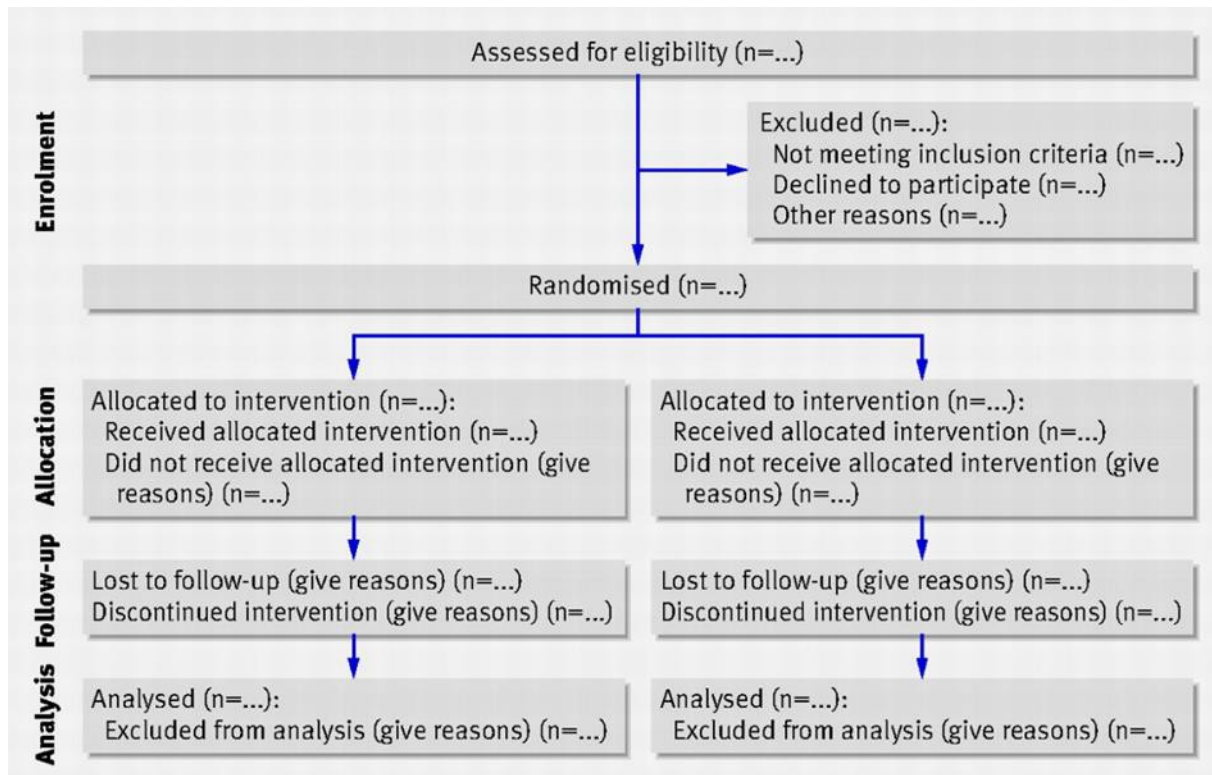 Assessed for eligibility (n=...)
Enrolment
Excluded (n=...):
Not meeting inclusion criteria (n=...)
Declined to participate (n=...)
Other reasons (n=...)
Randomised (n=...)
Allocation
Allocated to intervention (n=...):
Received allocated intervention (n=...)
Did not receive allocated intervention (give
reasons) (n=...)
Allocated to intervention (n=...):
Received allocated intervention (n=...)
Did not receive allocated intervention (give
reasons) (n=...)
Follow-up
Lost to follow-up (give reasons) (n=...)
Discontinued intervention (give reasons) (n=...)
Lost to follow-up (give reasons) (n=...)
Discontinued intervention (give reasons) (n=...)
Analysis
Analysed (n=...):
Excluded from analysis (give reasons) (n=...)
Analysed (n=...):
Excluded from analysis (give reasons) (n=...)